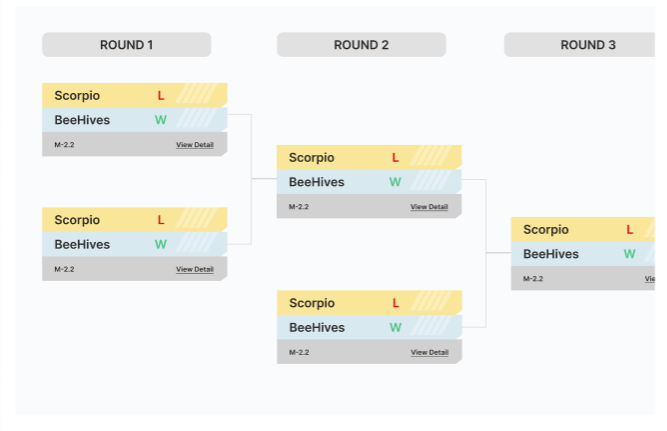 ROUND 1
ROUND 2
ROUND 3
Scorpio L
BeeHives W
M-2.2 View Detail
Scorpio L
BeeHives W
M-2.2 View Detail
Scorpio L
BeeHives W
M-2.2 View Detail
Scorpio L
BeeHives W
M-2.2 View Detail
Scorpio L
BeeHives W
M-2.2